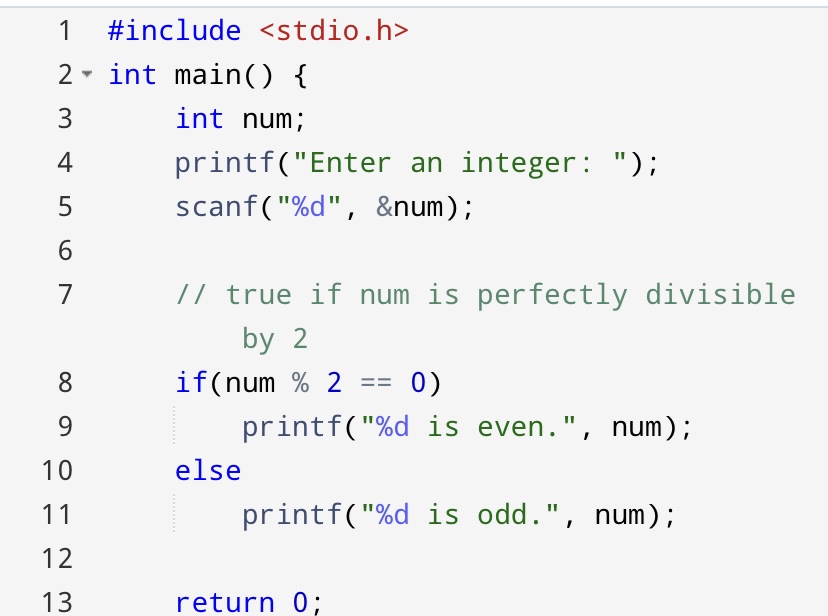 1 #include <stdio.h>
2 int main() {
3 int num;
4 printf("Enter an integer: ");
5 scanf("%d", &num);
6
7 // true if num is perfectly divisible
by 2
8 if(num % 2 == 0)
9 printf("%d is even.", num);
10 else
11 printf("%d is odd.", num);
12
13 return 0;